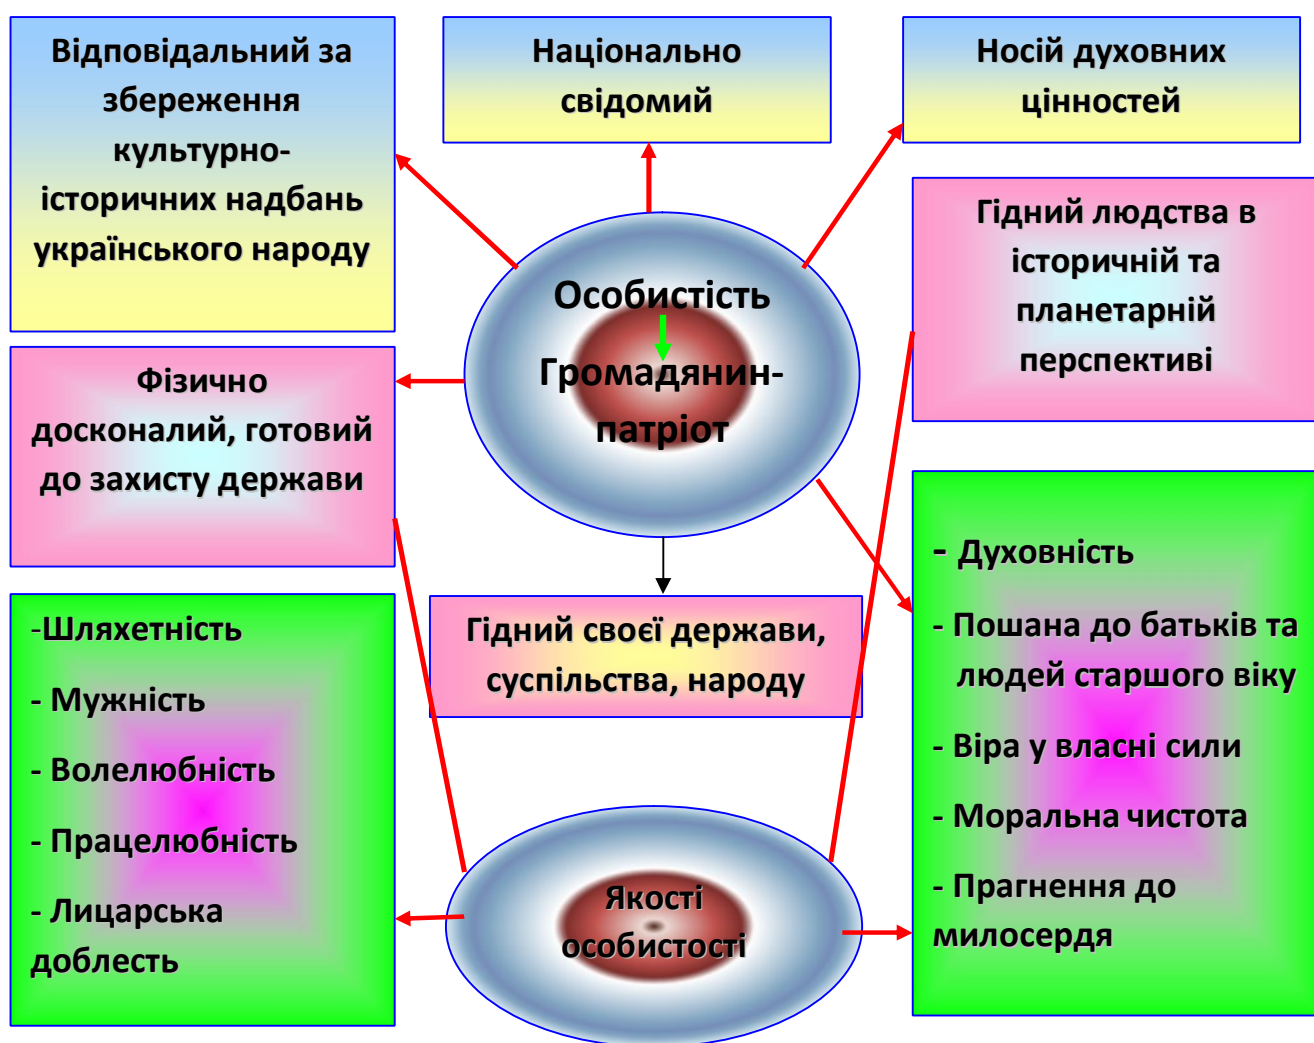 Відповідальний за
збереження
культурно-
історичних надбань
українського народу
Національно
свідомий
Носій духовних
цінностей
Гідний людства в
історичній та
планетарній
перспективі
Особистість
Громадянин-
патріот
Фізично
досконалий, готовий
до захисту держави
Гідний своєї держави,
суспільства, народу
-Шляхетність
- Мужність
- Волелюбність
- Працелюбність
- Лицарська
доблесть
- Духовність
- Пошана до батьків та
людей старшого віку
- Віра у власні сили
- Моральна чистота
- Прагнення до
милосердя
Якості
особистості